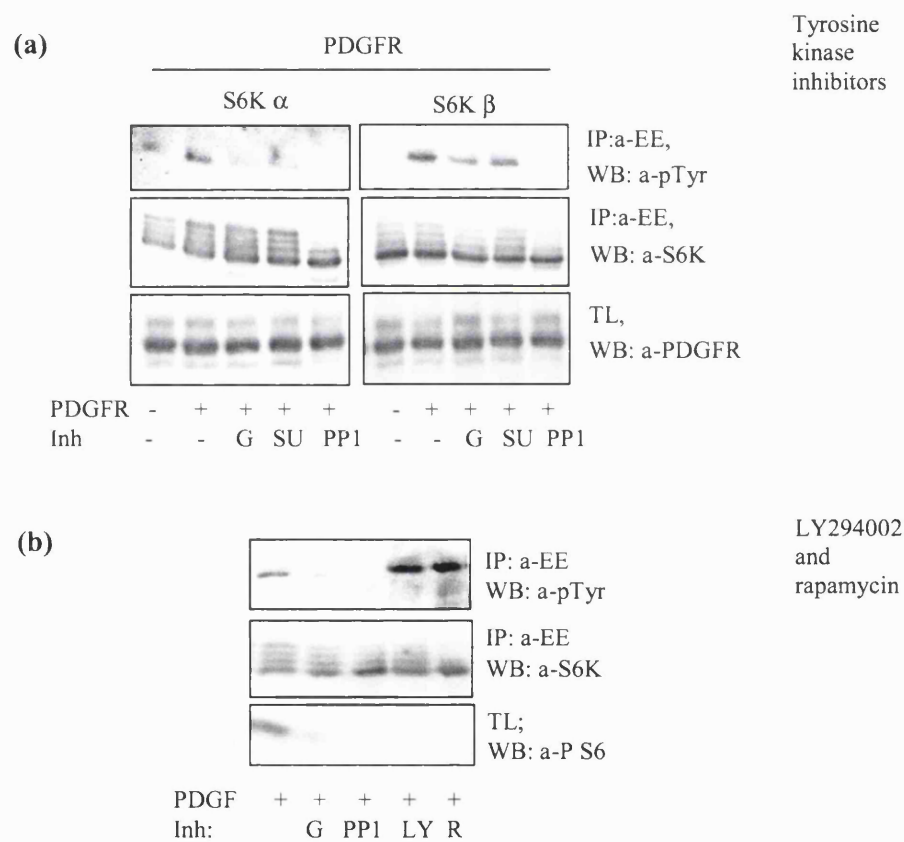 (a)
PDGFR
Tyrosine
kinase
inhibitors
S6K α
S6K β
IP:a-EE,
WB: a-pTyr
IP:a-EE,
WB: a-S6K
TL,
WB: a-PDGFR
PDGFR - + + + + - + + + +
Inh - - G SU PP1 - - G SU PP1
(b)
LY294002
and
rapamycin
IP: a-EE
WB: a-pTyr
IP: a-EE
WB: a-S6K
TL;
WB: a-P S6
PDGF + + + + +
Inh: G PP1 LY R